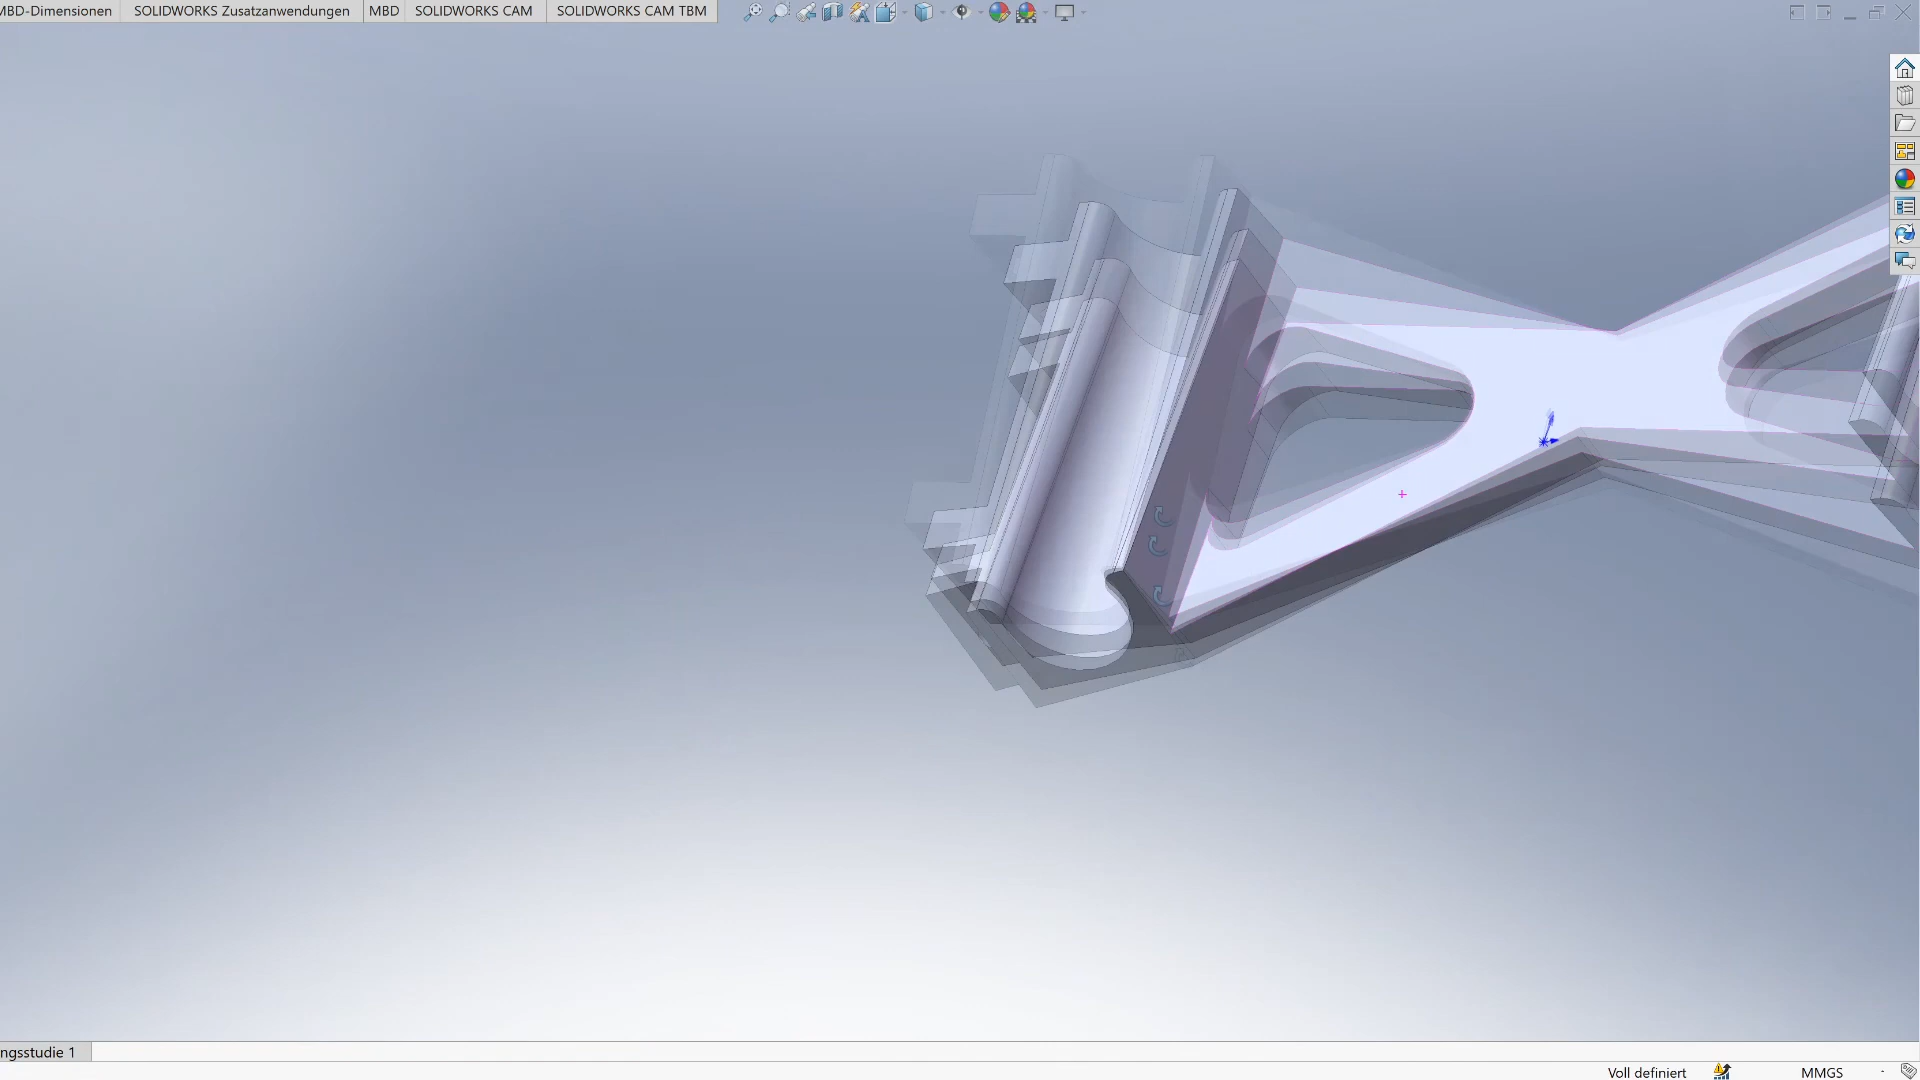 MBD-Dimensionen
SOLIDWORKS Zusatzanwendungen
MBD
SOLIDWORKS CAM
SOLIDWORKS CAM TBM
ngsstudie 1
Voll definiert
MMGS